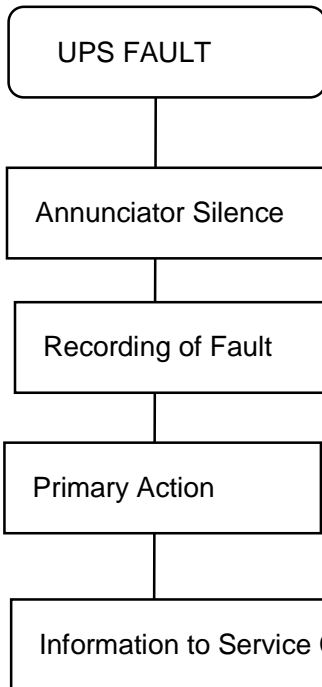 UPS FAULT
Annunciator Silence
Recording of Fault
Primary Action
Information to Service